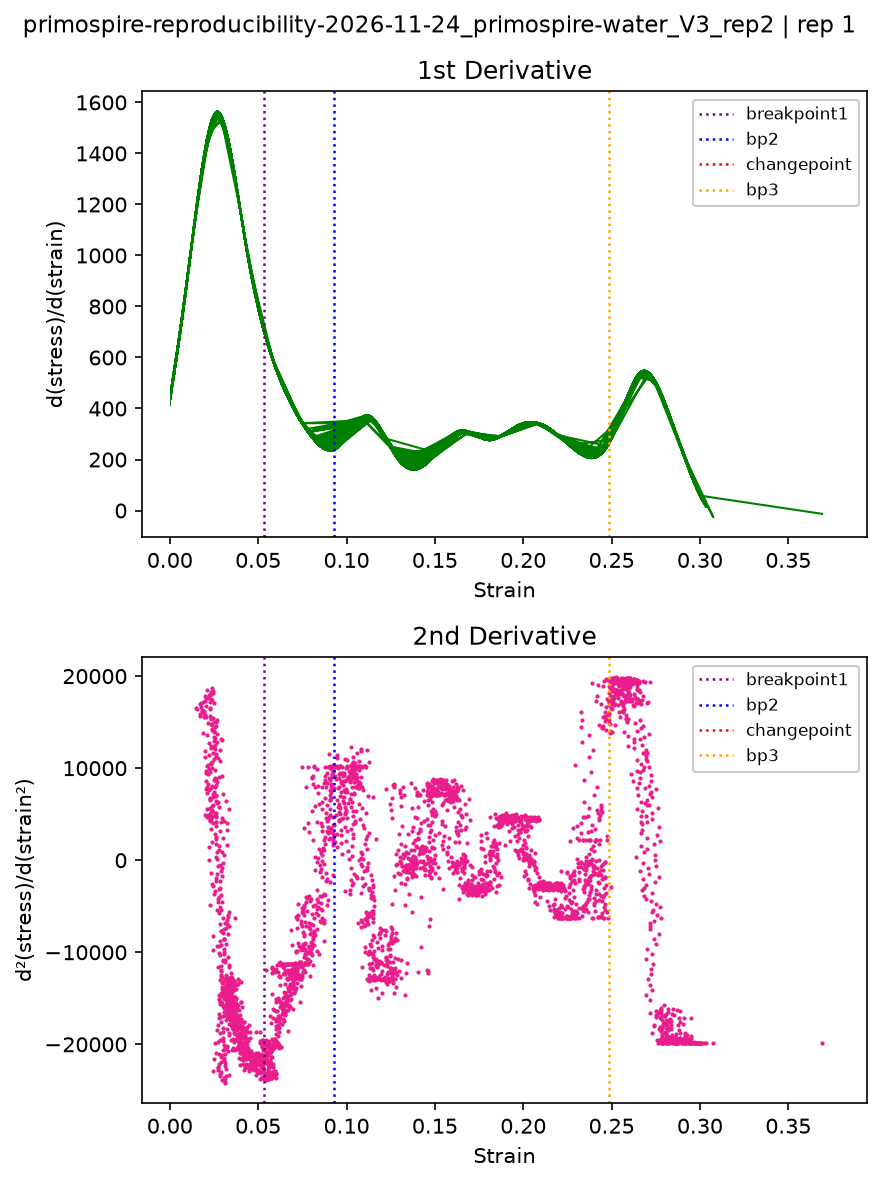 primospire-reproducibility-2026-11-24_primospire-water_V3_rep2 | rep 1
1st Derivative
1600
1400
1200
1000
800
600
400
200
0
d(stress)/d(strain)
breakpoint1
bp2
changepoint
bp3
0.00 0.05 0.10 0.15 0.20 0.25 0.30 0.35
Strain
2nd Derivative
20000
10000
0
−10000
−20000
d²(stress)/d(strain²)
breakpoint1
bp2
changepoint
bp3
0.00 0.05 0.10 0.15 0.20 0.25 0.30 0.35
Strain